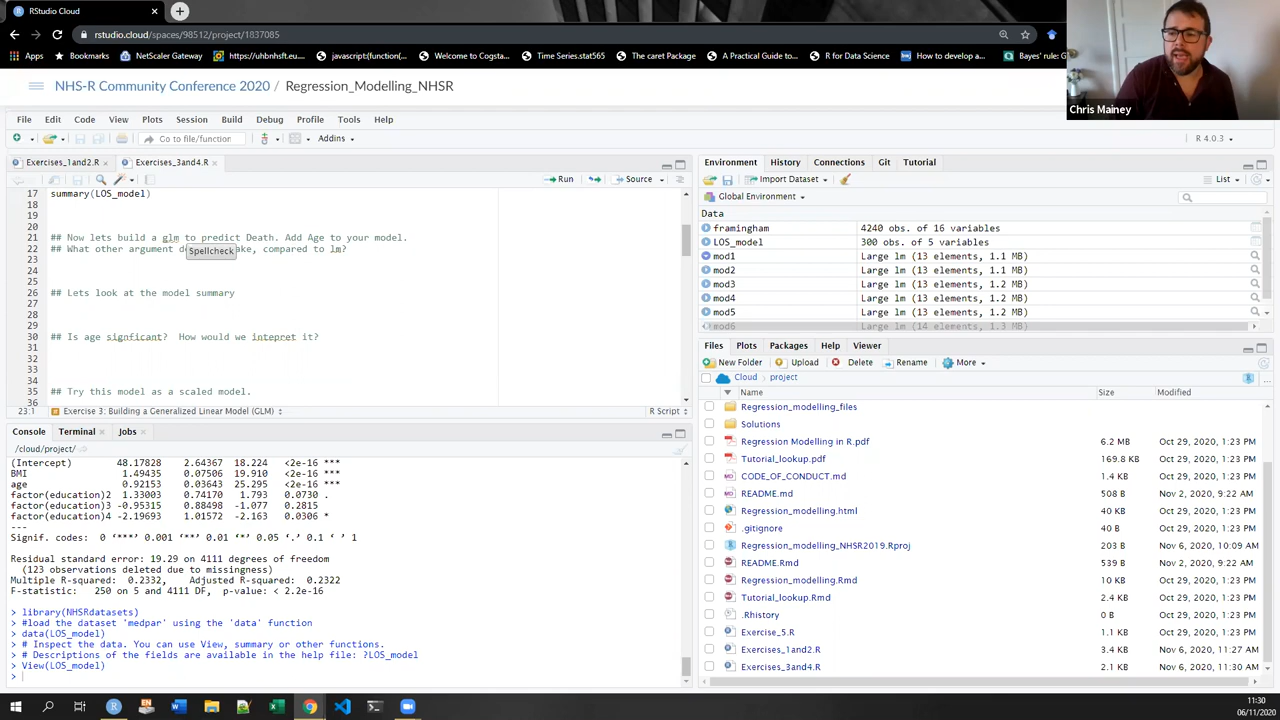 RStudio Cloud
rstudio.cloud/spaces/98512/project/1837085
Apps
Bookmarks
NetScaler Gateway
https://uhbnhsft.eu...
javascript:(function(...
Welcome to Cogsta...
Time Series.stat565
The caret Package
A Practical Guide to...
R for Data Science
How to develop a...
Bayes' rule: g
Chris Mainey
NHS-R Community Conference 2020 / Regression_Modelling_NHSR
File Edit Code View Plots Session Build Debug Profile Tools Help
Go to file/function
Addins
R 4.0.3
Exercises_1and2.R
Exercises_3and4.R
Run
Source
17 summary(LOS_model)
18
19
20
21 ## Now lets build a glm to predict Death. Add Age to your model.
22 ## What other argument do ake, compared to lm?
Spellcheck
23
24
25
26 ## Lets look at the model summary
27
28
29
30 ## Is age signficant?  How would we intepret it?
31
32
33
34
35 ## Try this model as a scaled model.
36
23:1
Exercise 3: Building a Generalized Linear Model (GLM)
R Script
Console Terminal Jobs
/cloud/project/
(Intercept) 48.17828 2.64367 18.224 <2e-16 ***
BMI 1.49435 0.07506 19.910 <2e-16 ***
age 0.92153 0.03643 25.295 <2e-16 ***
factor(education)2 1.33003 0.74170 1.793 0.0730 .
factor(education)3 -0.95315 0.88498 -1.077 0.2815
factor(education)4 -2.19693 1.01572 -2.163 0.0306 *
---
Signif. codes:  0 ‘***’ 0.001 ‘**’ 0.01 ‘*’ 0.05 ‘.’ 0.1 ‘ ’ 1
Residual standard error: 19.29 on 4111 degrees of freedom
(123 observations deleted due to missingness)
Multiple R-squared: 0.2332, Adjusted R-squared: 0.2322
F-statistic: 250 on 5 and 4111 DF, p-value: < 2.2e-16
> library(NHSRdatasets)
> #load the dataset 'medpar' using the 'data' function
> data(LOS_model)
> # Inspect the data. You can use View, summary or other functions.
> # Descriptions of the fields are available in the help file: ?LOS_model
> View(LOS_model)
>
Environment History Connections Git Tutorial
Import Dataset
List
Global Environment
Data
framingham 4240 obs. of 16 variables
LOS_model 300 obs. of 5 variables
mod1 Large lm (13 elements, 1.1 MB)
mod2 Large lm (13 elements, 1.1 MB)
mod3 Large lm (13 elements, 1.2 MB)
mod4 Large lm (13 elements, 1.2 MB)
mod5 Large lm (13 elements, 1.2 MB)
mod6 Large lm (14 elements, 1.3 MB)
Files Plots Packages Help Viewer
New Folder Upload Delete Rename More
Cloud project
Name Size Modified
Regression_modelling_files
Solutions
Regression Modelling in R.pdf 6.2 MB Oct 29, 2020, 1:23 PM
Tutorial_lookup.pdf 169.8 KB Oct 29, 2020, 1:23 PM
CODE_OF_CONDUCT.md 1.4 KB Oct 29, 2020, 1:23 PM
README.md 508 B Nov 2, 2020, 9:22 AM
Regression_modelling.html 40 KB Oct 29, 2020, 1:23 PM
.gitignore 40 B Oct 29, 2020, 1:23 PM
Regression_modelling_NHSR2019.Rproj 203 B Nov 6, 2020, 10:09 AM
README.Rmd 539 B Nov 2, 2020, 9:22 AM
Regression_modelling.Rmd 10 KB Oct 29, 2020, 1:23 PM
Tutorial_lookup.Rmd 2.4 KB Oct 29, 2020, 1:23 PM
.Rhistory 0 B Oct 29, 2020, 1:23 PM
Exercise_5.R 1.1 KB Oct 29, 2020, 1:23 PM
Exercises_1and2.R 3.4 KB Nov 6, 2020, 11:27 AM
Exercises_3and4.R 2.1 KB Nov 6, 2020, 11:30 AM
11:30
06/11/2020